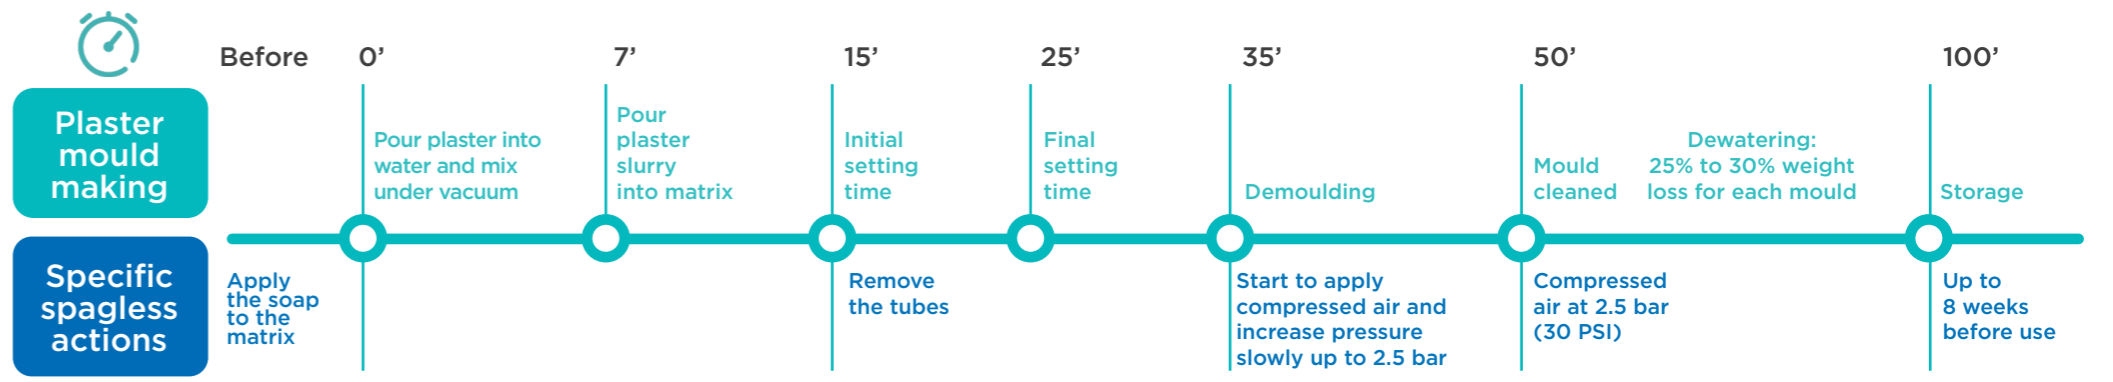 Before
0’
7’
15’
25’
35’
50’
100’
Plaster
mould
making
Pour plaster into
water and mix
under vacuum
Pour
plaster
slurry
into matrix
Initial
setting
time
Final
setting
time
Demoulding
Mould
cleaned
Dewatering:
25% to 30% weight
loss for each mould
Storage
Specific
spagless
actions
Apply
the soap
to the
matrix
Remove
the tubes
Start to apply
compressed air and
increase pressure
slowly up to 2.5 bar
Compressed
air at 2.5 bar
(30 PSI)
Up to
8 weeks
before use